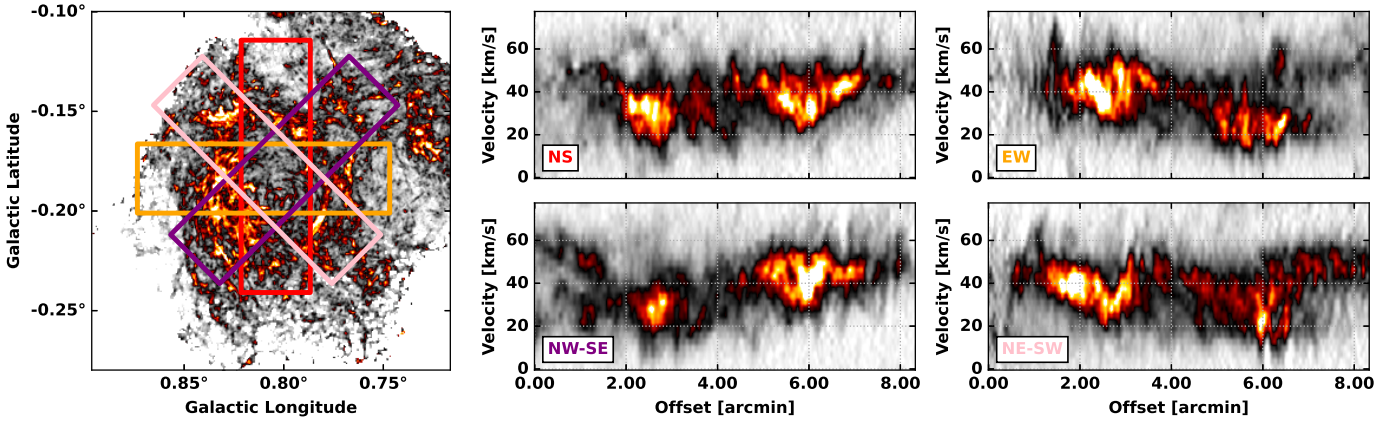 -0.10°
-0.15°
-0.20°
-0.25°
Galactic Latitude
0.85° 0.80° 0.75°
Galactic Longitude
Velocity [km/s]
60
40
20
0
NS
Velocity [km/s]
60
40
20
0
EW
Velocity [km/s]
60
40
20
0
NW-SE
0.00 2.00 4.00 6.00 8.00
Offset [arcmin]
Velocity [km/s]
60
40
20
0
NE-SW
0.00 2.00 4.00 6.00 8.00
Offset [arcmin]